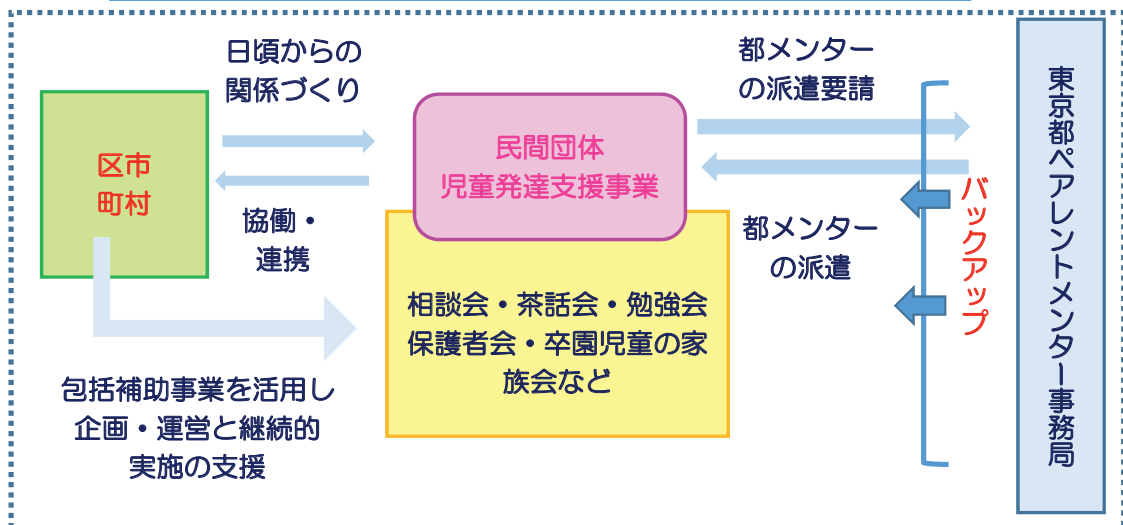 日頃からの
関係づくり
区市
町村
協働・
連携
包括補助事業を活用し
企画・運営と継続的
実施の支援
民間団体
児童発達支援事業
相談会・茶話会・勉強会
保護者会・卒園児童の家
族会など
都メンター
の派遣要請
都メンター
の派遣
バックアップ
東京都ペアレントメンター事務局